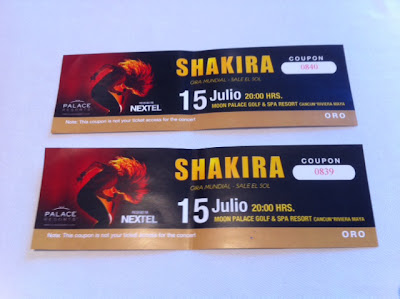 SHAKIRA
GIRA MUNDIAL - SALE EL SOL
15 Julio 20:00 HRS.
MOON PALACE GOLF & SPA RESORT CANCUN*RIVIERA MAYA
COUPON
0840
PALACE
RESORTS
NEXTEL
Note: This coupon is not your ticket access for the concert
ORO
SHAKIRA
GIRA MUNDIAL - SALE EL SOL
15 Julio 20:00 HRS.
MOON PALACE GOLF & SPA RESORT CANCUN*RIVIERA MAYA
COUPON
0839
PALACE
RESORTS
NEXTEL
Note: This coupon is not your ticket access for the concert
ORO